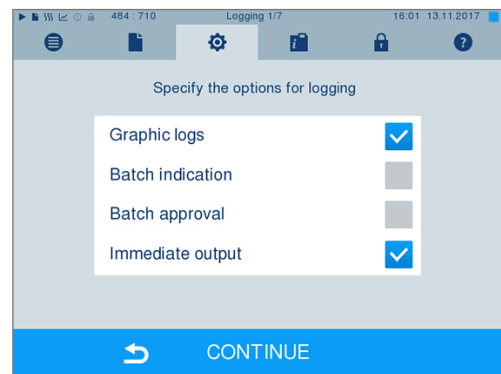 484 : 710 Logging 1/7 16:01 13.11.2017
i ?
Specify the options for logging
Graphic logs
Batch indication
Batch approval
Immediate output
CONTINUE